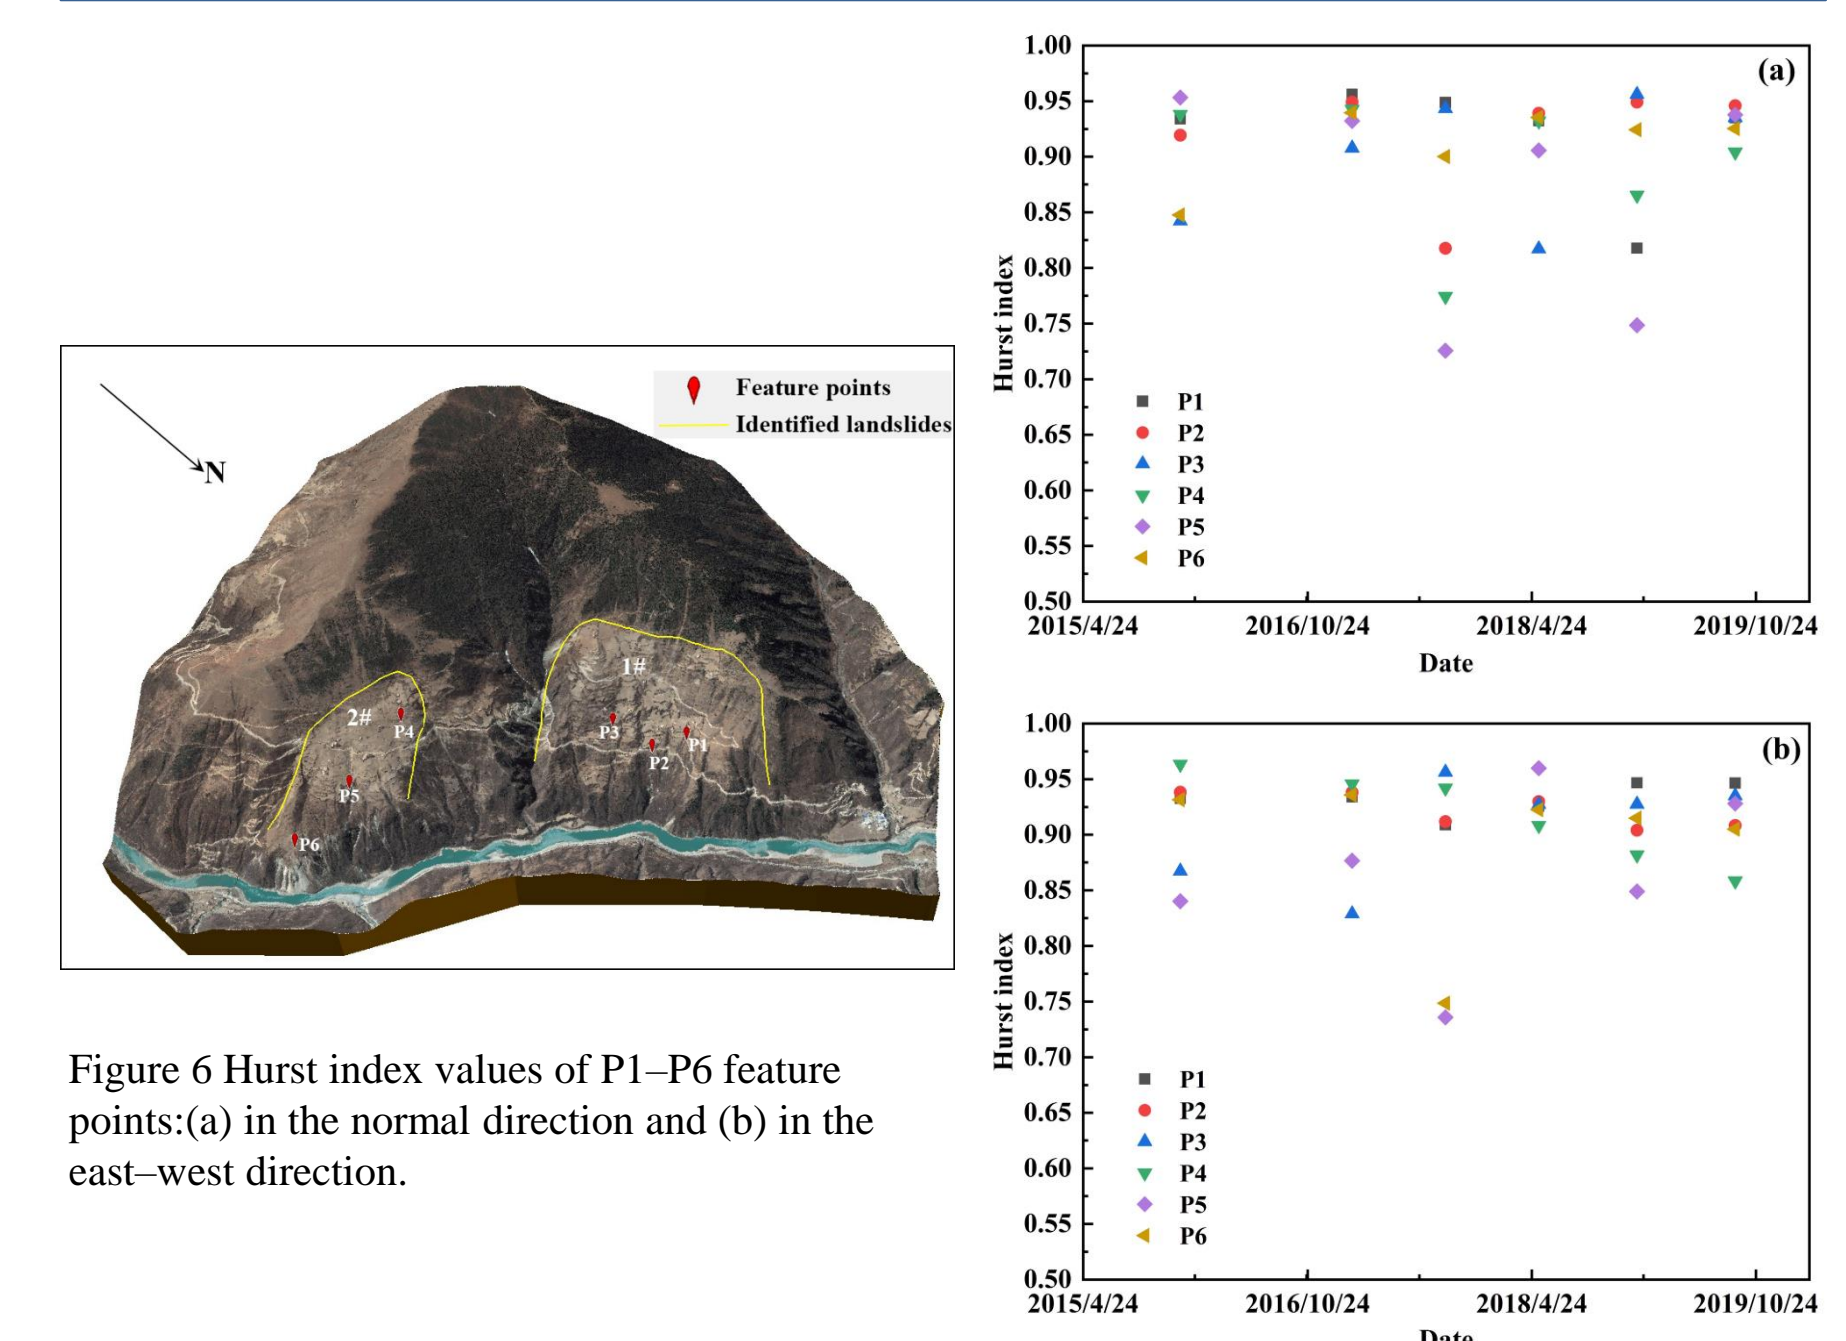 Feature points
Identified landslides
N
1#
2#
P4
P3
P1
P2
P5
P6
Figure 6 Hurst index values of P1–P6 feature
points:(a) in the normal direction and (b) in the
east–west direction.
(a)
1.00
0.95
0.90
0.85
0.80
0.75
0.70
0.65
0.60
0.55
0.50
Hurst index
P1
P2
P3
P4
P5
P6
2015/4/24 2016/10/24 2018/4/24 2019/10/24
Date
(b)
1.00
0.95
0.90
0.85
0.80
0.75
0.70
0.65
0.60
0.55
0.50
Hurst index
P1
P2
P3
P4
P5
P6
2015/4/24 2016/10/24 2018/4/24 2019/10/24
Date